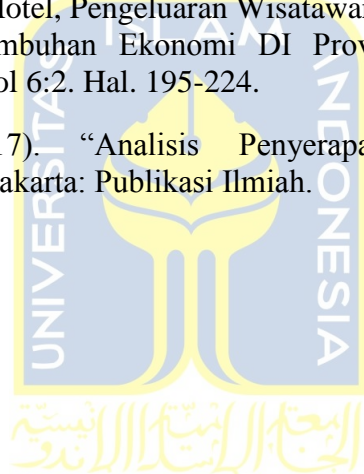 Hotel, Pengeluaran Wisatawan
mbuhan Ekonomi DI Prov
ol 6:2. Hal. 195-224.
17). “Analisis Penyerapa
akarta: Publikasi Ilmiah.
ISLAM
UNIVERSITAS
INDONESIA